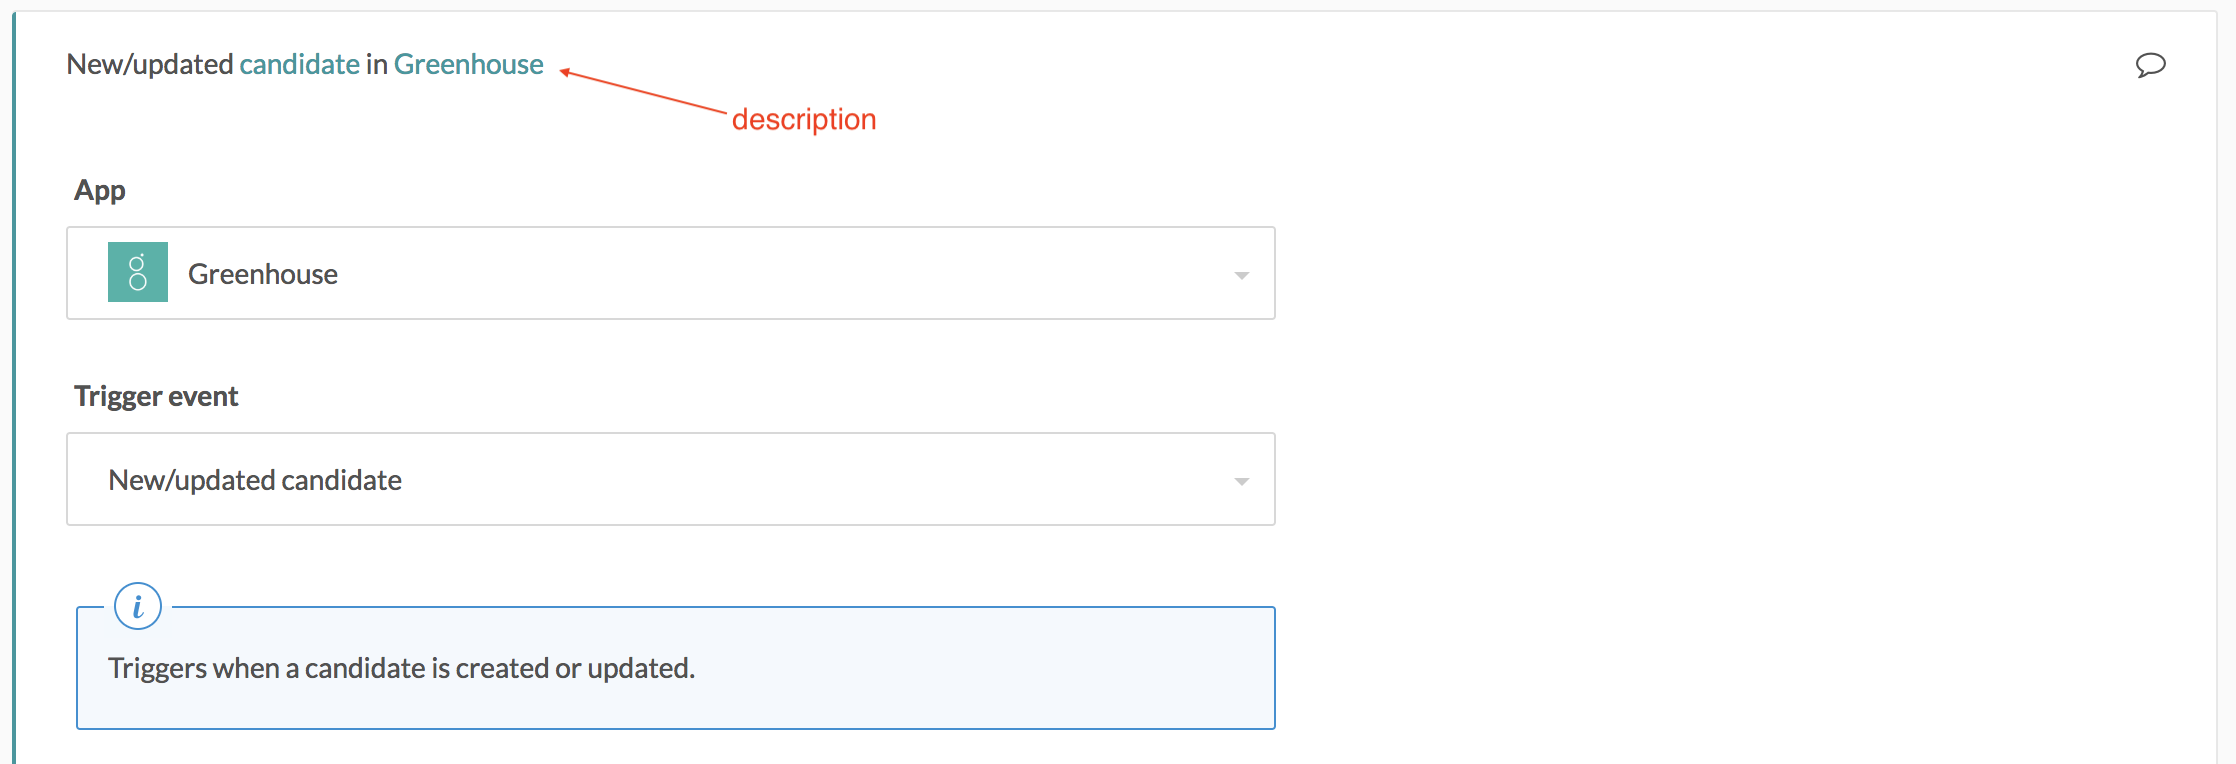 New/updated candidate in Greenhouse
description
App
Greenhouse
Trigger event
New/updated candidate
i
Triggers when a candidate is created or updated.